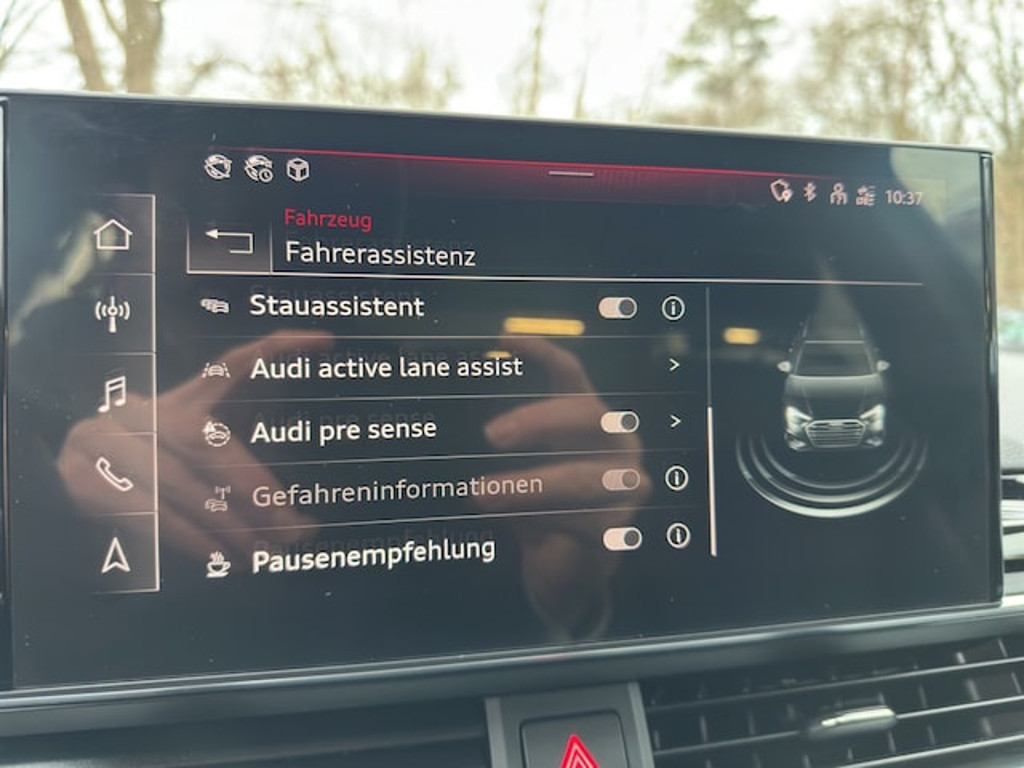 10:37
Fahrzeug
Fahrerassistenz
Stauassistent
Audi active lane assist
Audi pre sense
Gefahreninformationen
Pausenempfehlung